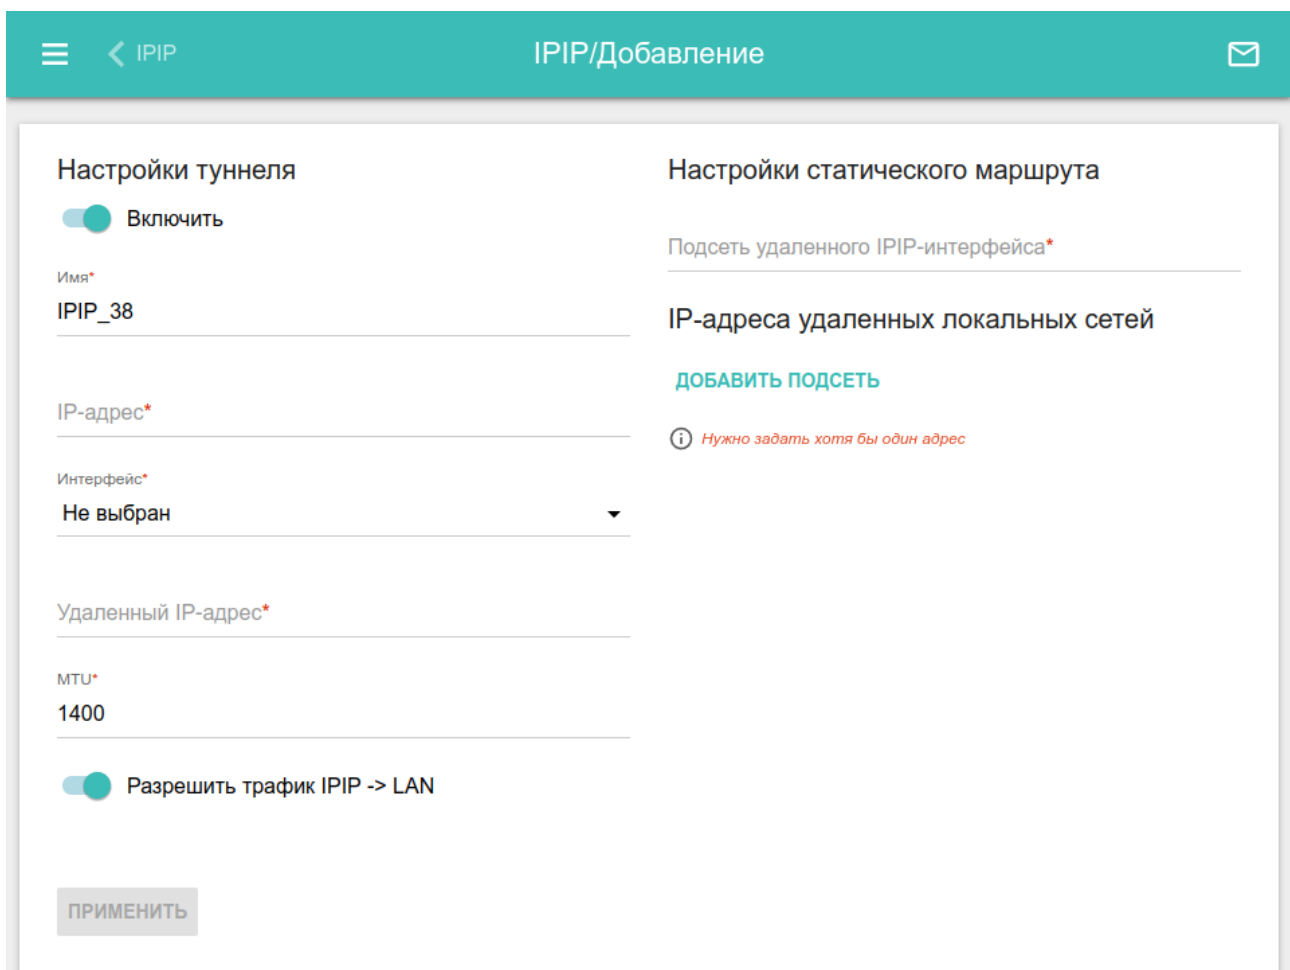 IPIP
IPIP/Добавление
Настройки туннеля
Включить
Имя*
IPIP_38
IP-адрес*
Интерфейс*
Не выбран
Удаленный IP-адрес*
MTU*
1400
Разрешить трафик IPIP -> LAN
ПРИМЕНИТЬ
Настройки статического маршрута
Подсеть удаленного IPIP-интерфейса*
IP-адреса удаленных локальных сетей
ДОБАВИТЬ ПОДСЕТЬ
Нужно задать хотя бы один адрес